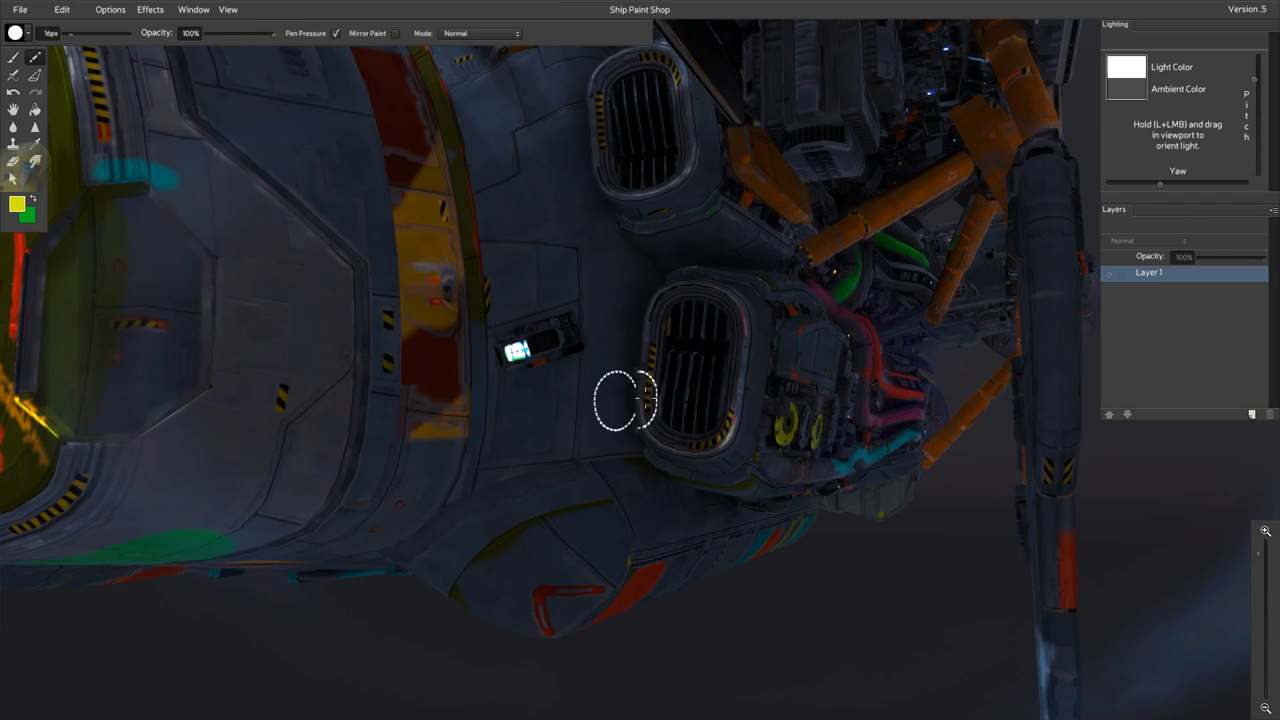 File Edit Options Effects Window View Ship Paint Shop Version .5
16px Opacity: 100% Pen Pressure Mirror Paint Mode: Normal
Lighting
Light Color
Ambient Color
Pitch
Hold (L+LMB) and drag
in viewport to
orient light.
Yaw
Layers
Normal
Opacity: 100%
Layer 1